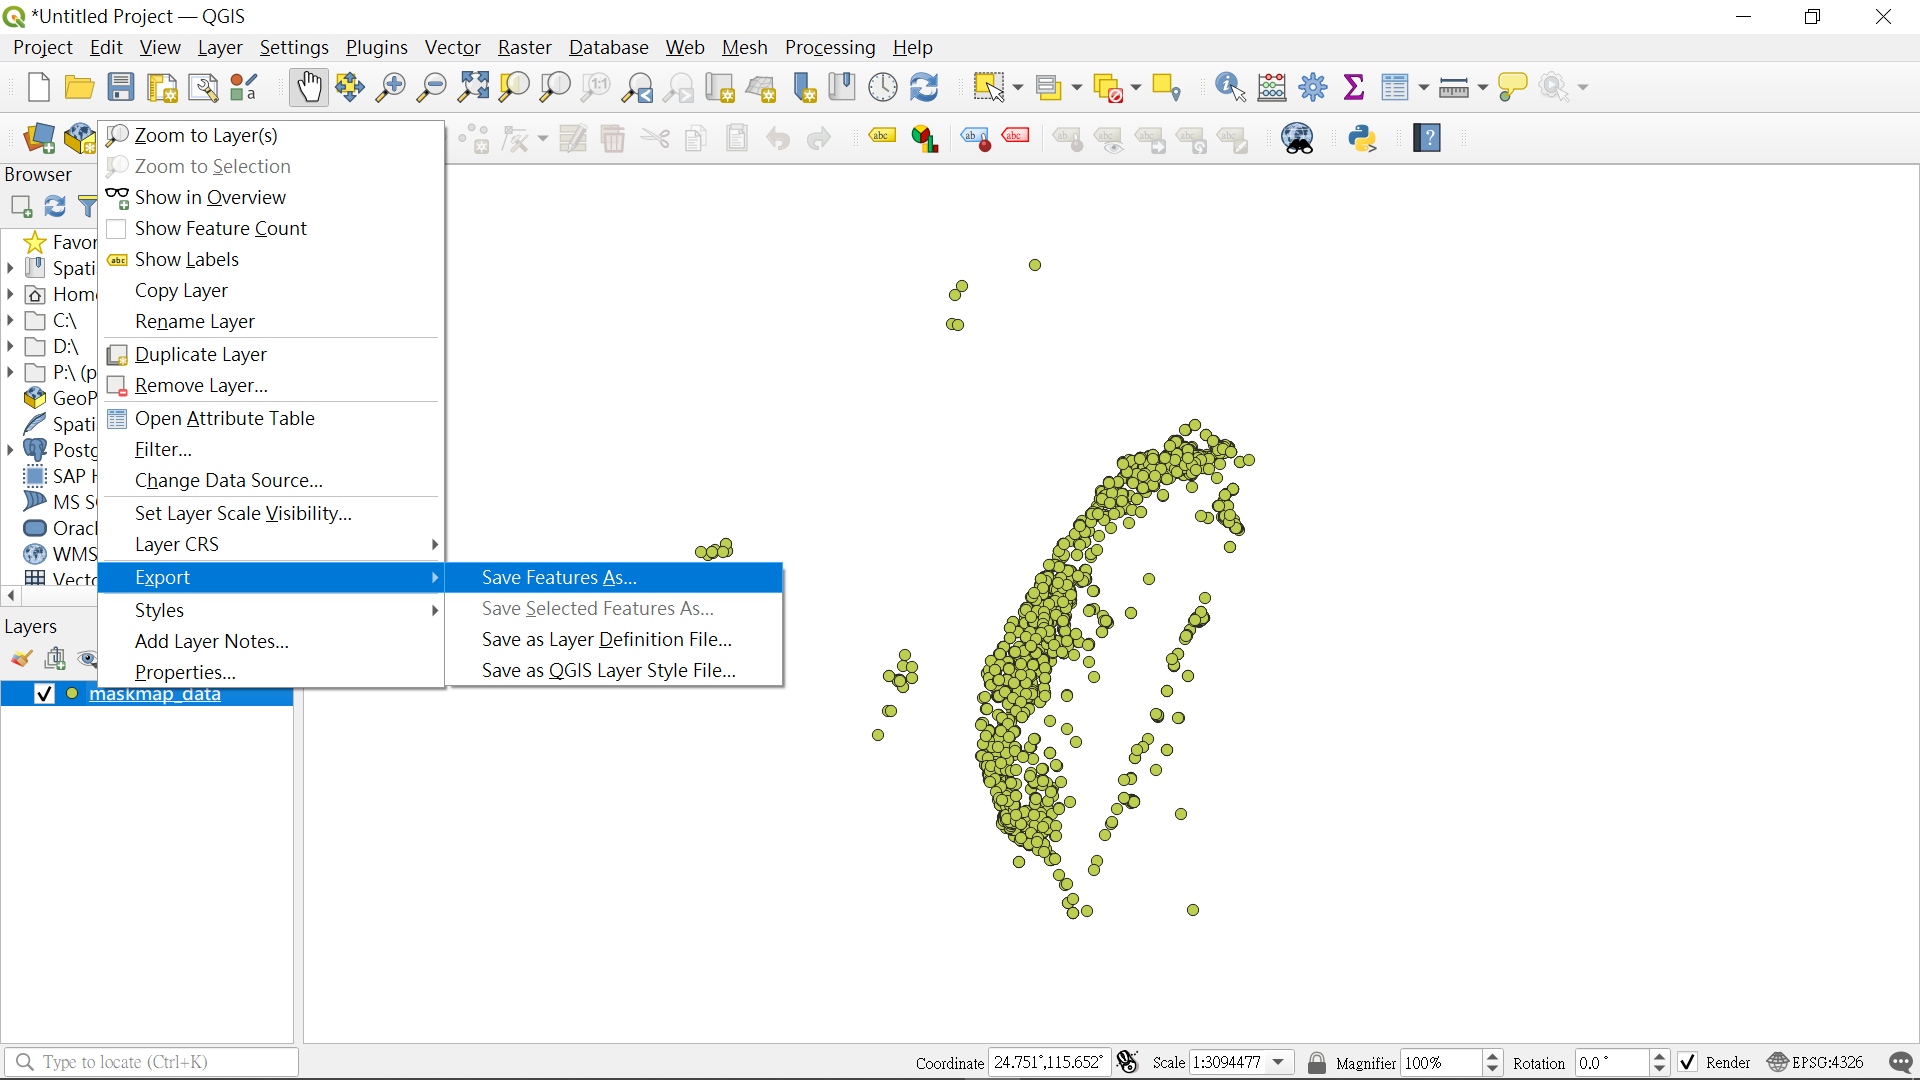 *Untitled Project — QGIS
Project Edit View Layer Settings Plugins Vector Raster Database Web Mesh Processing Help
Zoom to Layer(s)
Zoom to Selection
Show in Overview
Show Feature Count
abc Show Labels
Copy Layer
Rename Layer
Duplicate Layer
Remove Layer...
Open Attribute Table
Filter...
Change Data Source...
Set Layer Scale Visibility...
Layer CRS
Export
Styles
Add Layer Notes...
Properties...
Save Features As...
Save Selected Features As...
Save as Layer Definition File...
Save as QGIS Layer Style File...
Browser
Favor
Spati
Home
C:\
D:\
P:\ (p
GeoP
Spati
Postg
SAP H
MS S
Oracl
WMS
Vecto
Layers
maskmap_data
Type to locate (Ctrl+K)
Coordinate 24.751°,115.652° Scale 1:3094477 Magnifier 100% Rotation 0.0 ° Render EPSG:4326